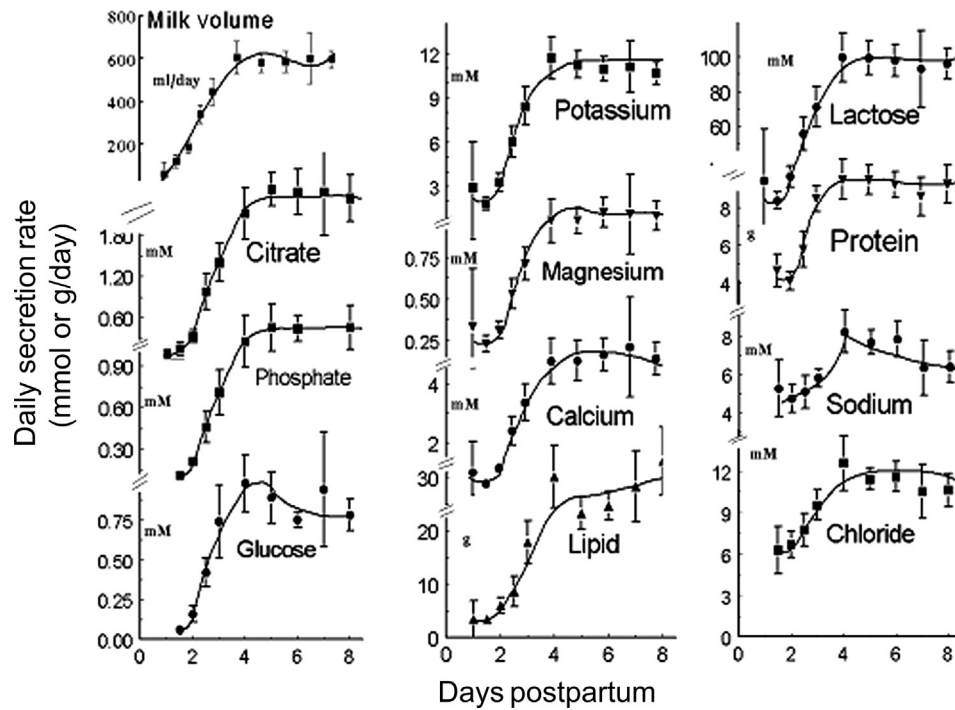 Milk volume
800
ml/day
600
400
200
Citrate
mM
1.80
1.20
0.60
Phosphate
mM
0.90
0.60
0.30
Glucose
mM
0.75
0.50
0.25
0.00
0 2 4 6 8
Potassium
mM
12
9
6
3
Magnesium
mM
0.75
0.50
0.25
Calcium
mM
4
2
Lipid
g
30
20
10
0
0 2 4 6 8
Lactose
mM
100
80
60
Protein
g
8
6
4
Sodium
mM
8
6
4
Chloride
mM
12
9
6
3
0
0 2 4 6 8
Daily secretion rate
(mmol or g/day)
Days postpartum